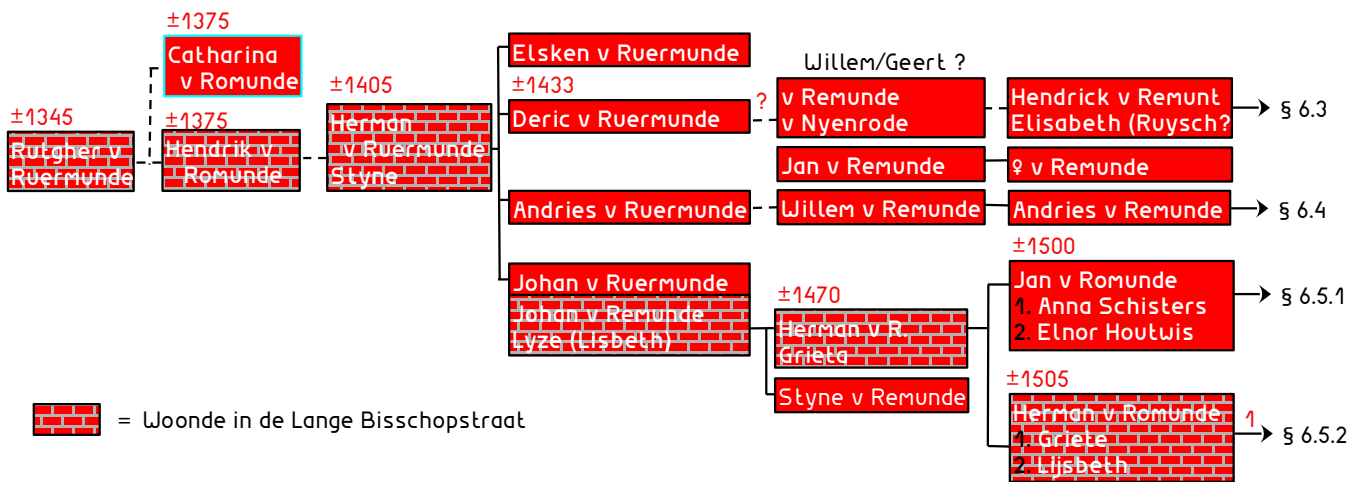 ±1345
Rutgher v
Ruermunde
±1375
Catharina
v Romunde
±1375
Hendrik v
Romunde
±1405
Herman
v Ruermunde
Styne
Elsken v Ruermunde
±1433
Deric v Ruermunde
?
Willem/Geert ?
v Remunde
v Nyenrode
Hendrick v Remunt
Elisabeth (Ruysch?
§ 6.3
Jan v Remunde
♀ v Remunde
Andries v Ruermunde
Willem v Remunde
Andries v Remunde
§ 6.4
Johan v Ruermunde
Johan v Remunde
Lyze (Lisbeth)
±1470
Herman v R.
Grieta
Styne v Remunde
±1500
Jan v Romunde
1. Anna Schisters
2. Elnor Houtwis
§ 6.5.1
±1505
Herman v Romunde
1. Griete
2. Lijsbeth
1
§ 6.5.2
= Woonde in de Lange Bisschopstraat